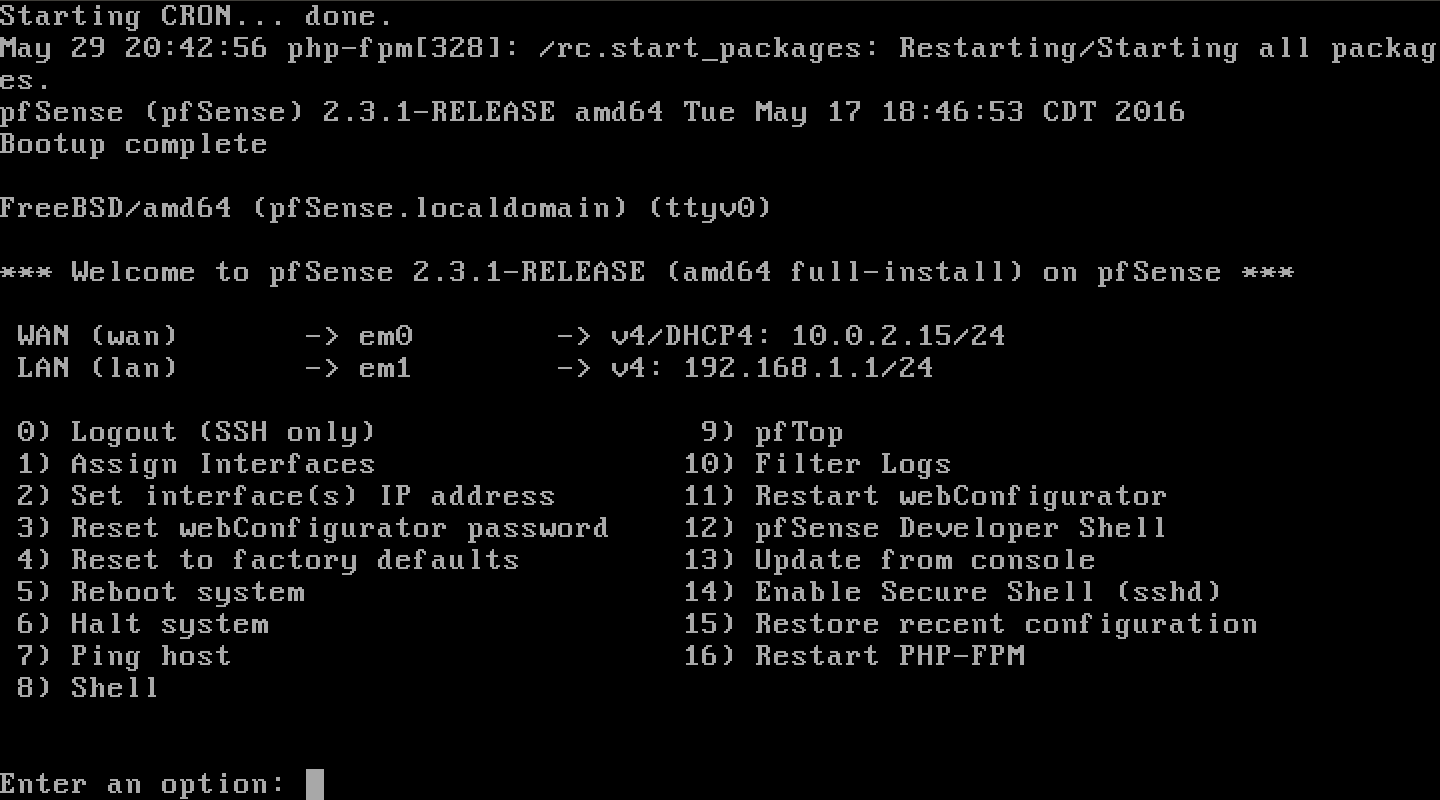 Starting CRON... done.
May 29 20:42:56 php-fpm[328]: /rc.start_packages: Restarting/Starting all packag
es.
pfSense (pfSense) 2.3.1-RELEASE amd64 Tue May 17 18:46:53 CDT 2016
Bootup complete

FreeBSD/amd64 (pfSense.localdomain) (ttyv0)

*** Welcome to pfSense 2.3.1-RELEASE (amd64 full-install) on pfSense ***

 WAN (wan)       -> em0        -> v4/DHCP4: 10.0.2.15/24
 LAN (lan)       -> em1        -> v4: 192.168.1.1/24

 0) Logout (SSH only)                  9) pfTop
 1) Assign Interfaces                 10) Filter Logs
 2) Set interface(s) IP address       11) Restart webConfigurator
 3) Reset webConfigurator password    12) pfSense Developer Shell
 4) Reset to factory defaults         13) Update from console
 5) Reboot system                     14) Enable Secure Shell (sshd)
 6) Halt system                       15) Restore recent configuration
 7) Ping host                         16) Restart PHP-FPM
 8) Shell

Enter an option: